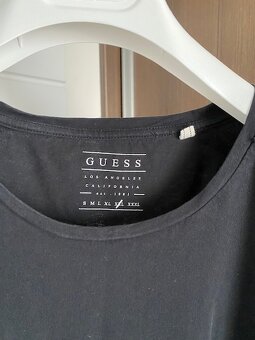 GUESS
LOS ANGELES
CALIFORNIA
EST. 1981
S M L XL XXL XXXL